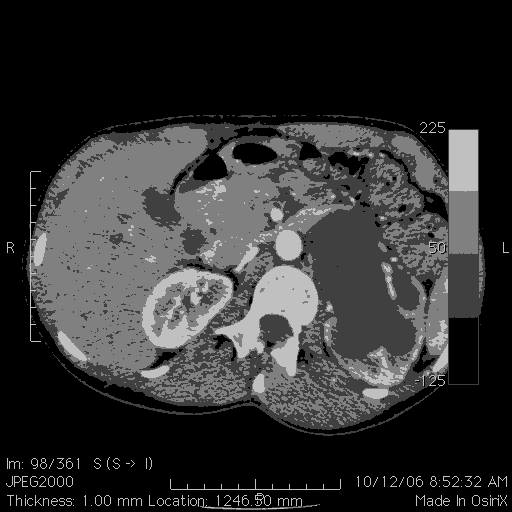 225
R
50
L
-125
Im: 98/361 S (S -> I)
JPEG2000
10/12/06 8:52:32 AM
Thickness: 1.00 mm Location: 1246.50 mm
Made In OsiriX